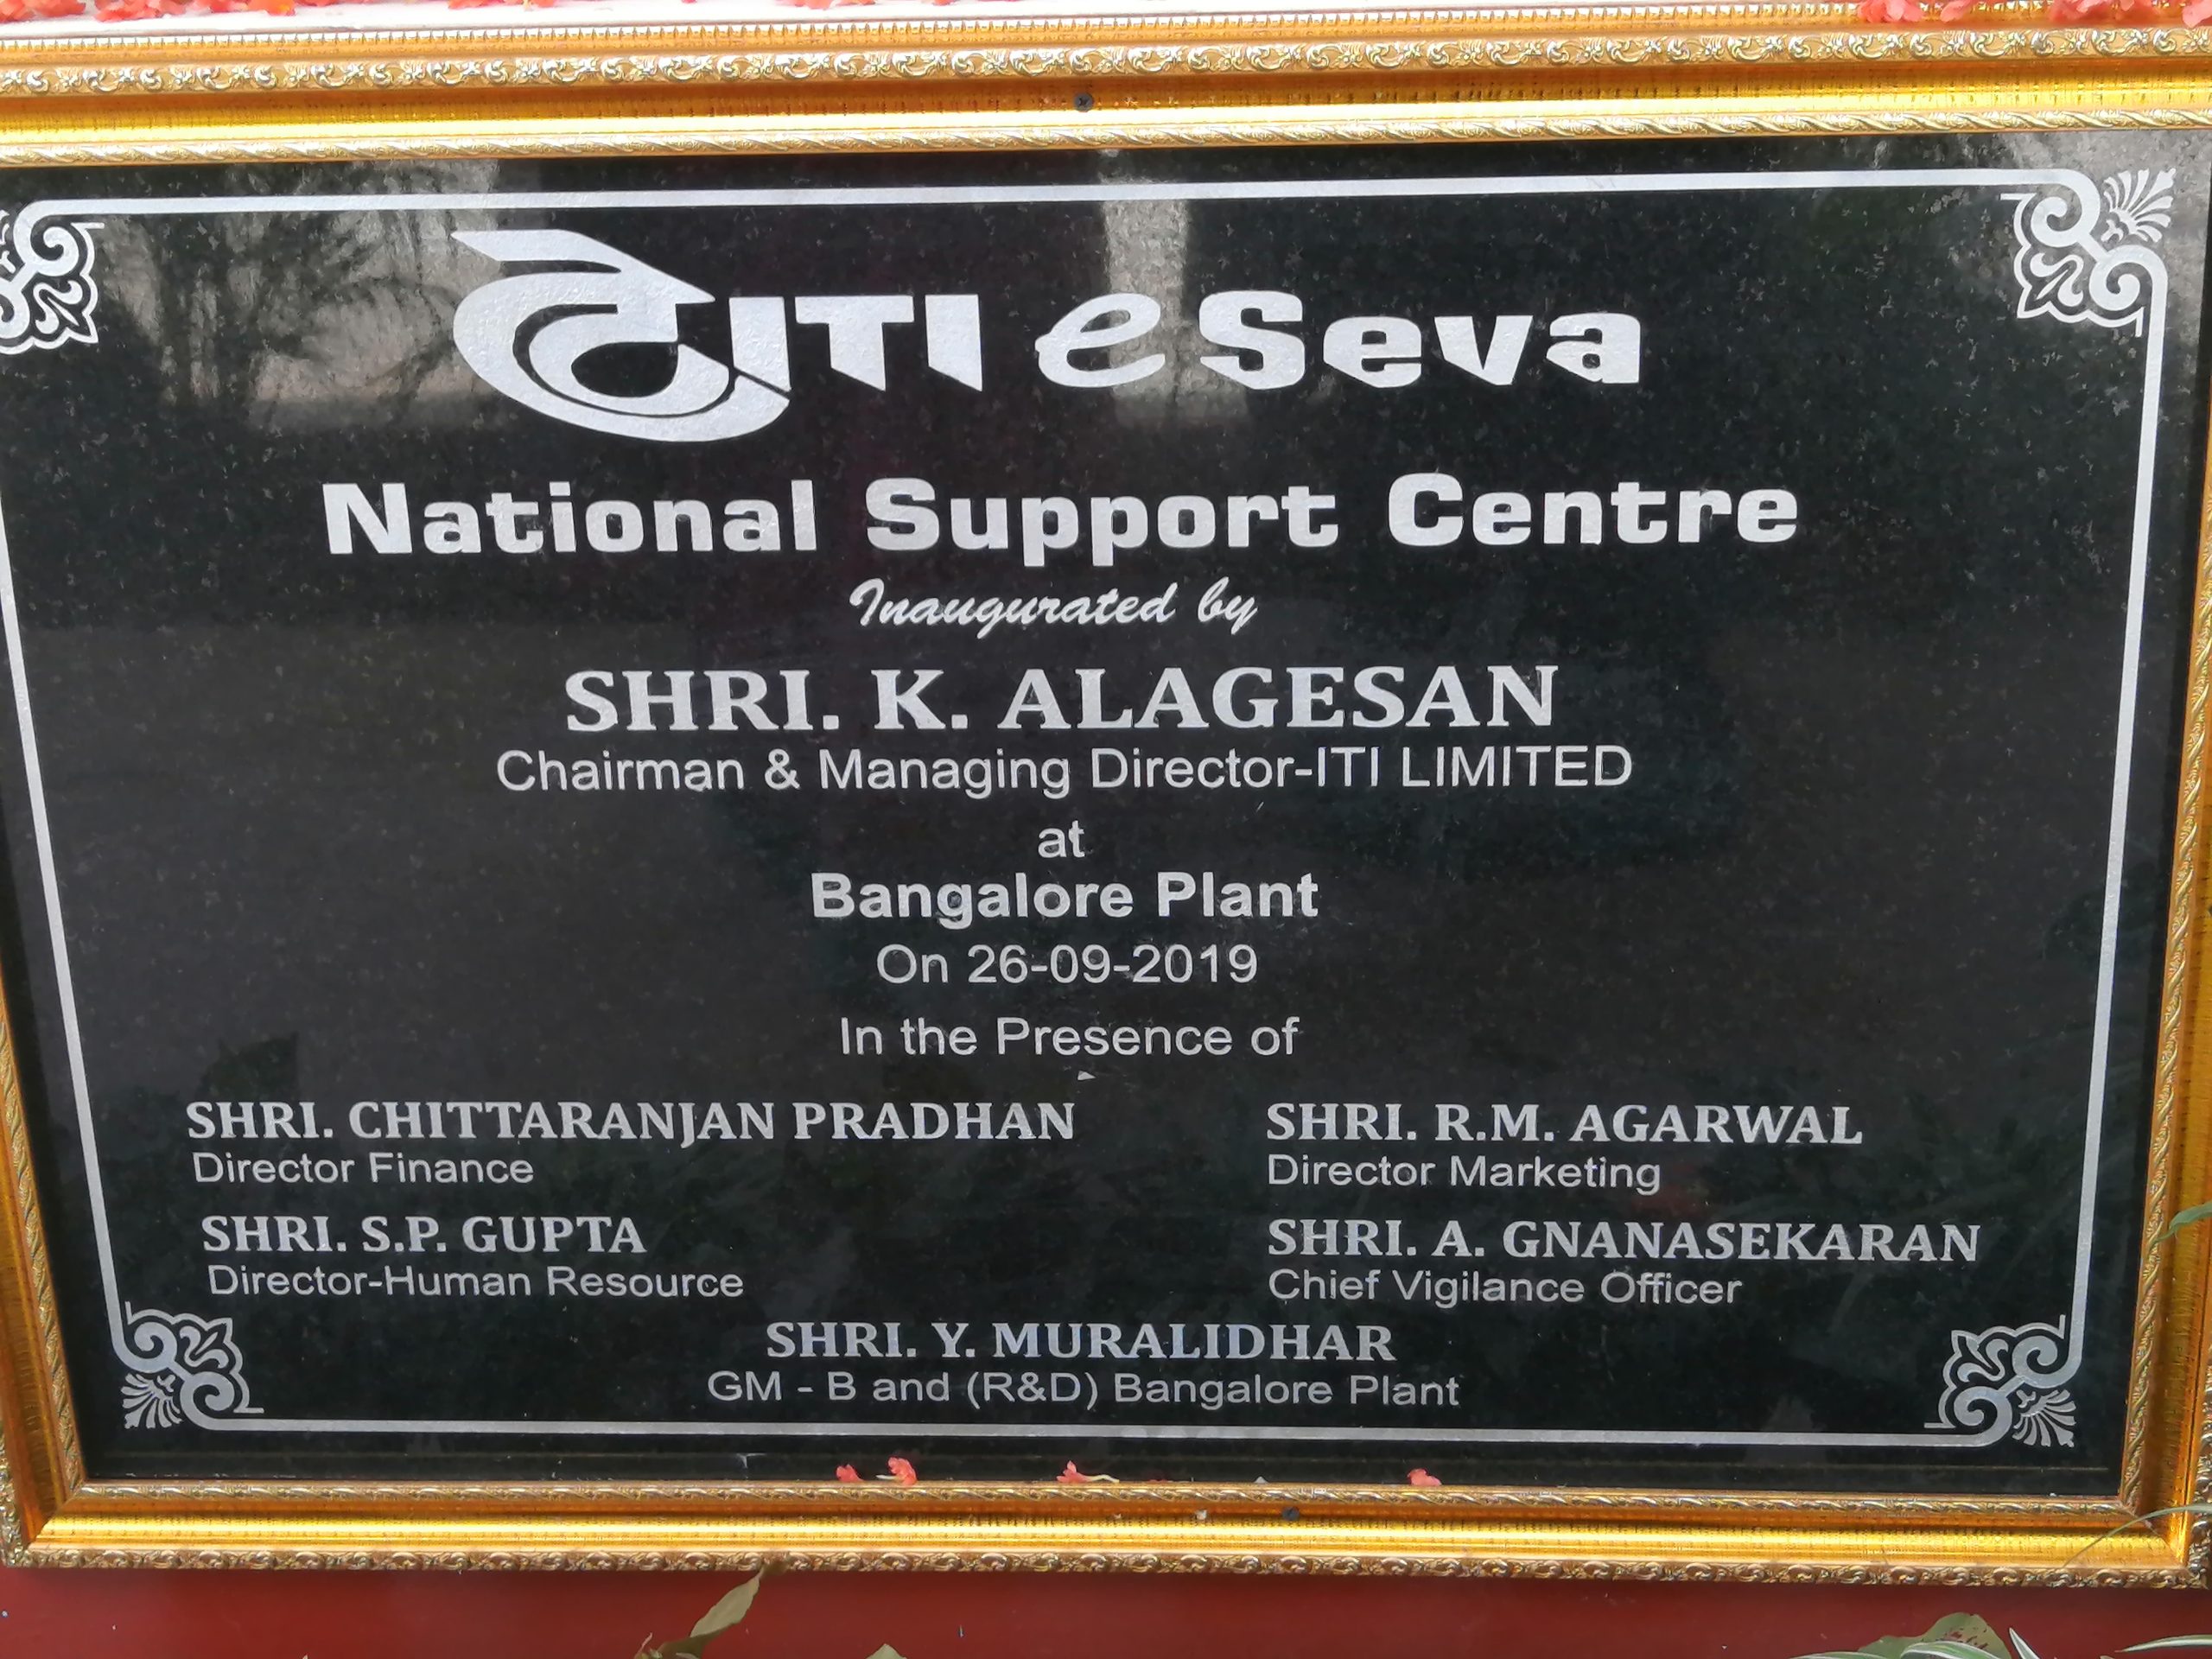 ITI eSeva
National Support Centre
Inaugurated by
SHRI. K. ALAGESAN
Chairman & Managing Director-ITI LIMITED
at
Bangalore Plant
On 26-09-2019
In the Presence of
SHRI. CHITTARANJAN PRADHAN
Director Finance
SHRI. R.M. AGARWAL
Director Marketing
SHRI. S.P. GUPTA
Director-Human Resource
SHRI. A. GNANASEKARAN
Chief Vigilance Officer
SHRI. Y. MURALIDHAR
GM - B and (R&D) Bangalore Plant